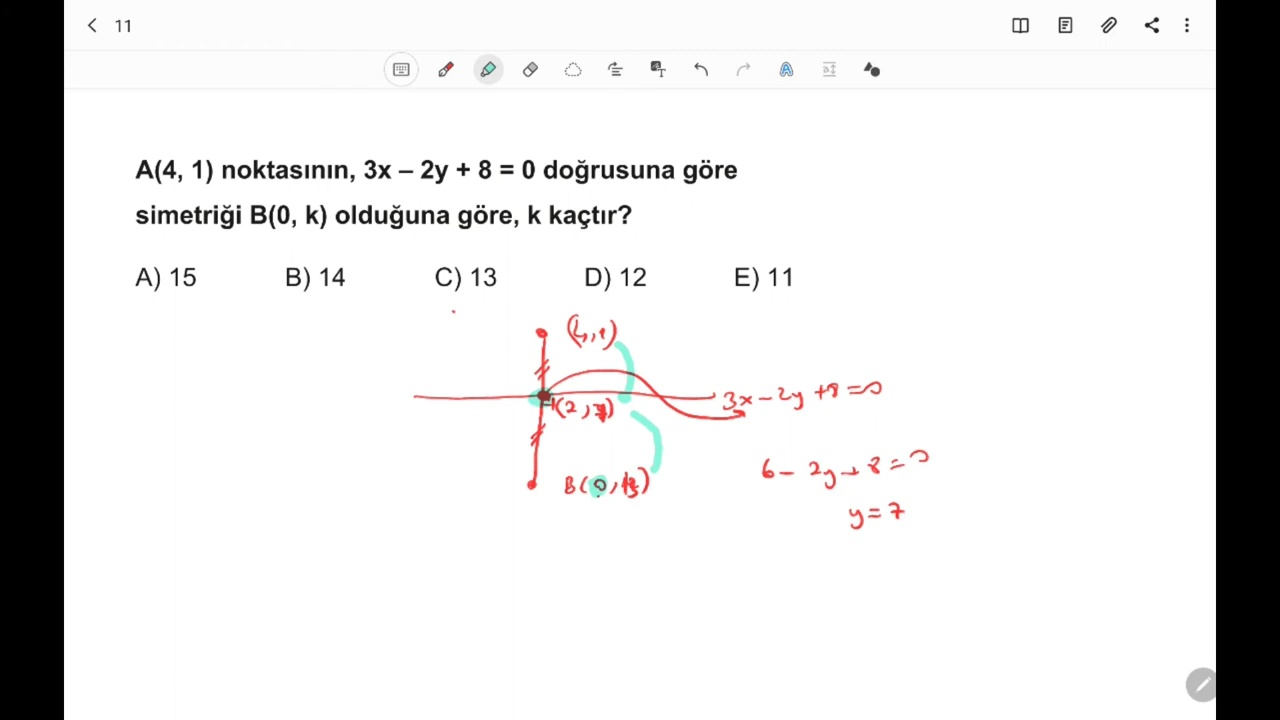 11
A(4, 1) noktasının, 3x – 2y + 8 = 0 doğrusuna göre
simetriği B(0, k) olduğuna göre, k kaçtır?
A) 15 B) 14 C) 13 D) 12 E) 11
(4,1)
3x - 2y + 8 = 0
H(2, 7)
6 - 2y + 8 = 0
B(0, 13)
y = 7